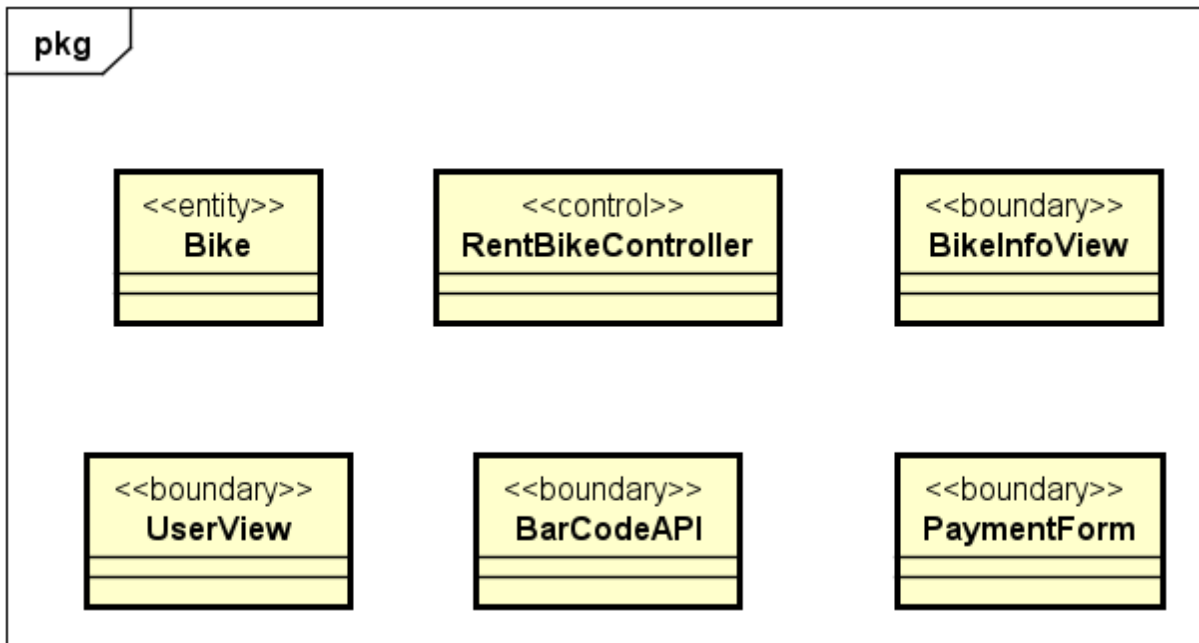 pkg
<<entity>>
Bike
<<control>>
RentBikeController
<<boundary>>
BikeInfoView
<<boundary>>
UserView
<<boundary>>
BarCodeAPI
<<boundary>>
PaymentForm